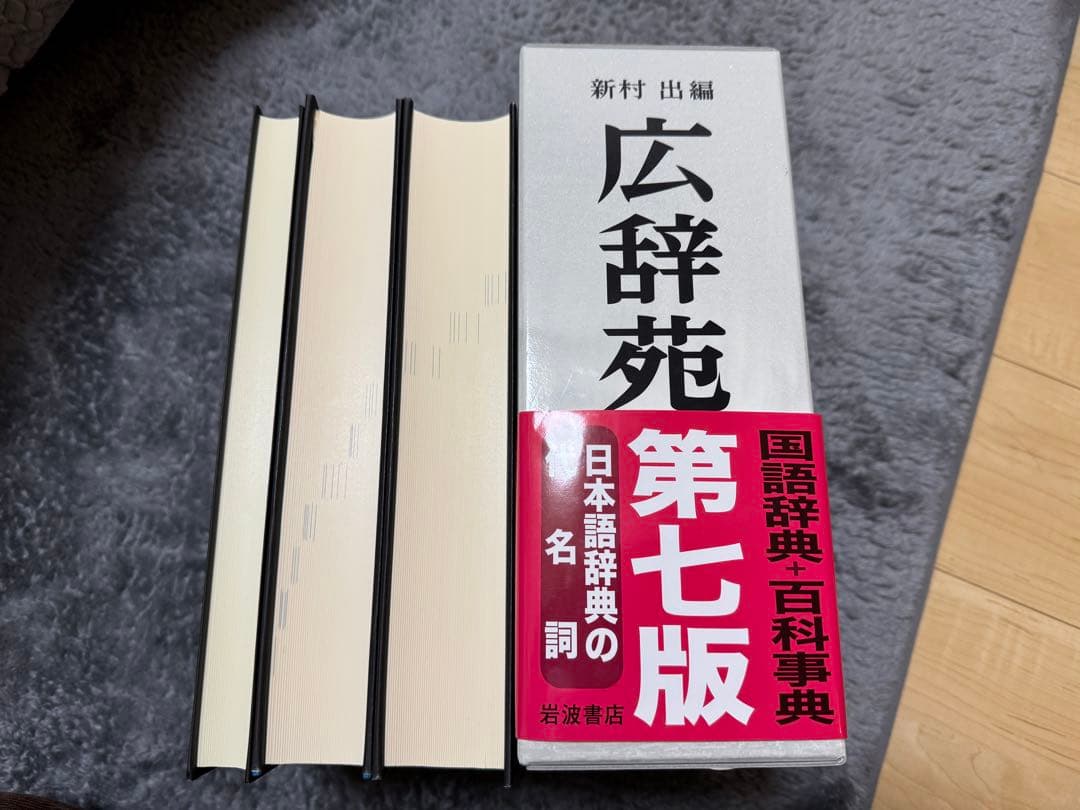 新村 出編
広辞苑
第七版
国語辞典+百科事典
日本語辞典の
代名詞
岩波書店